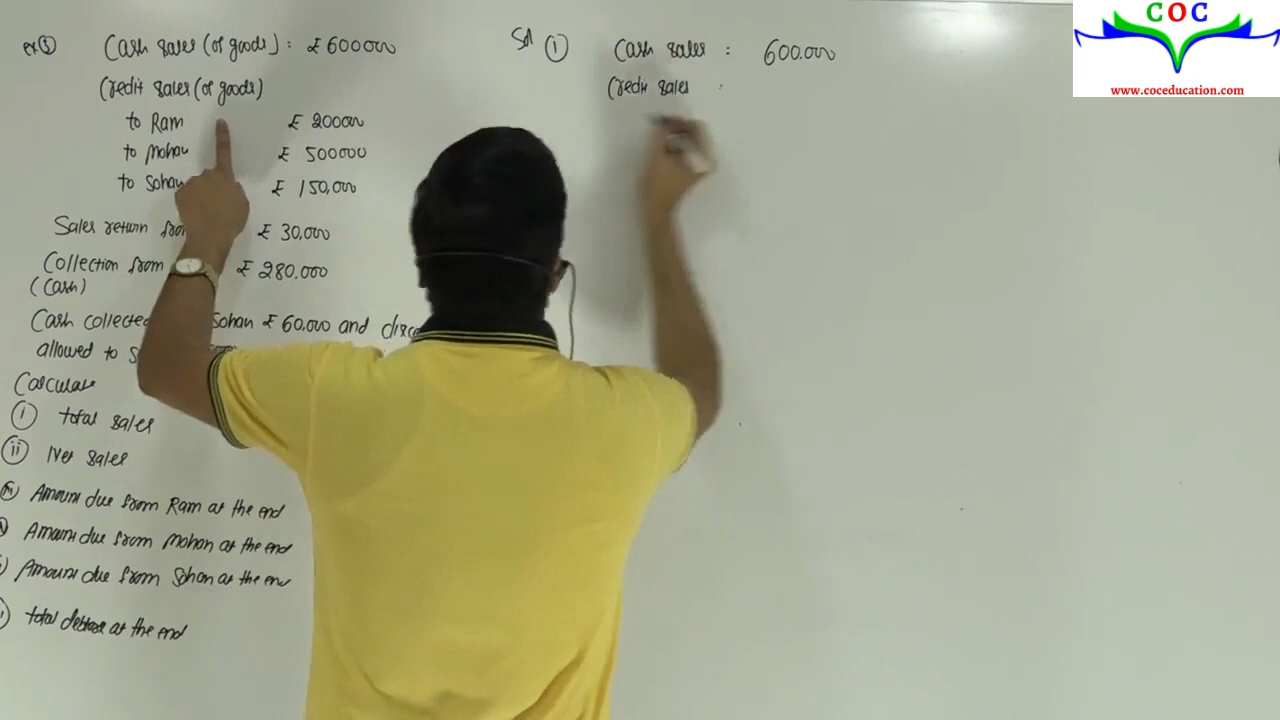 ex ⑤ Cash sales (of goods) : ₤ 600000
Credit sales (of goods)
to Ram ₤ 200000
to Mohan ₤ 500000
to Sohan ₤ 150,000
Sales return ₤ 30,000
Collection from ₤ 280,000
(Cash)
Cash collected Sohan ₤ 60,000 and
allowed to
Calculate
(i) total sales
(ii) Net sales
Amount due from Ram at the end
Amount due from Mohan at the end
Amount due from Sohan at the end
total debtors at the end
Sol (1) Cash sales : 600,000
Credit sales :
COC
www.coceducation.com